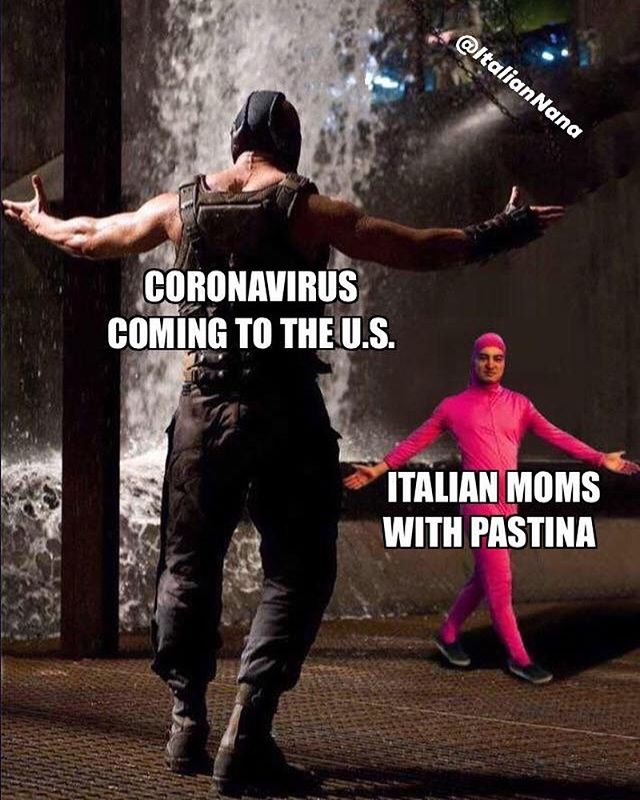 @ItalianNana
CORONAVIRUS
COMING TO THE U.S.
ITALIAN MOMS
WITH PASTINA